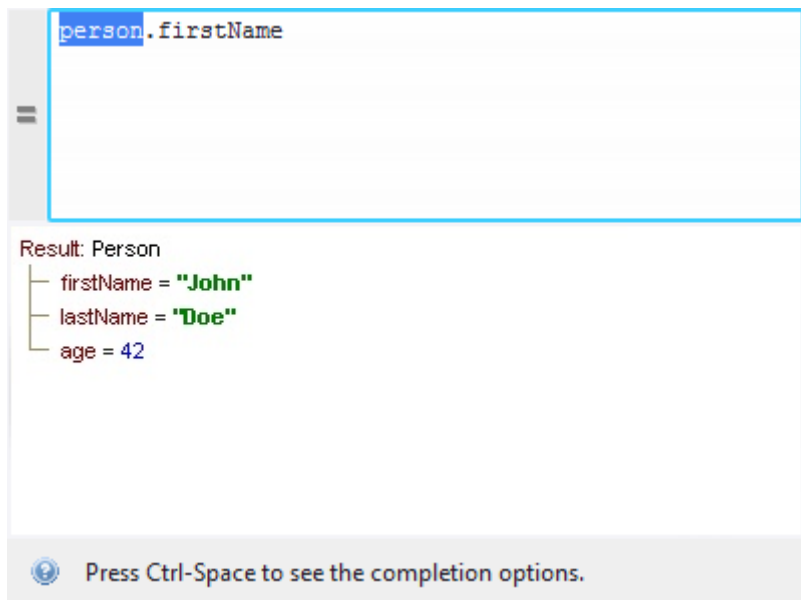 person.firstName
Result: Person
firstName = "John"
lastName = "Doe"
age = 42
Press Ctrl-Space to see the completion options.